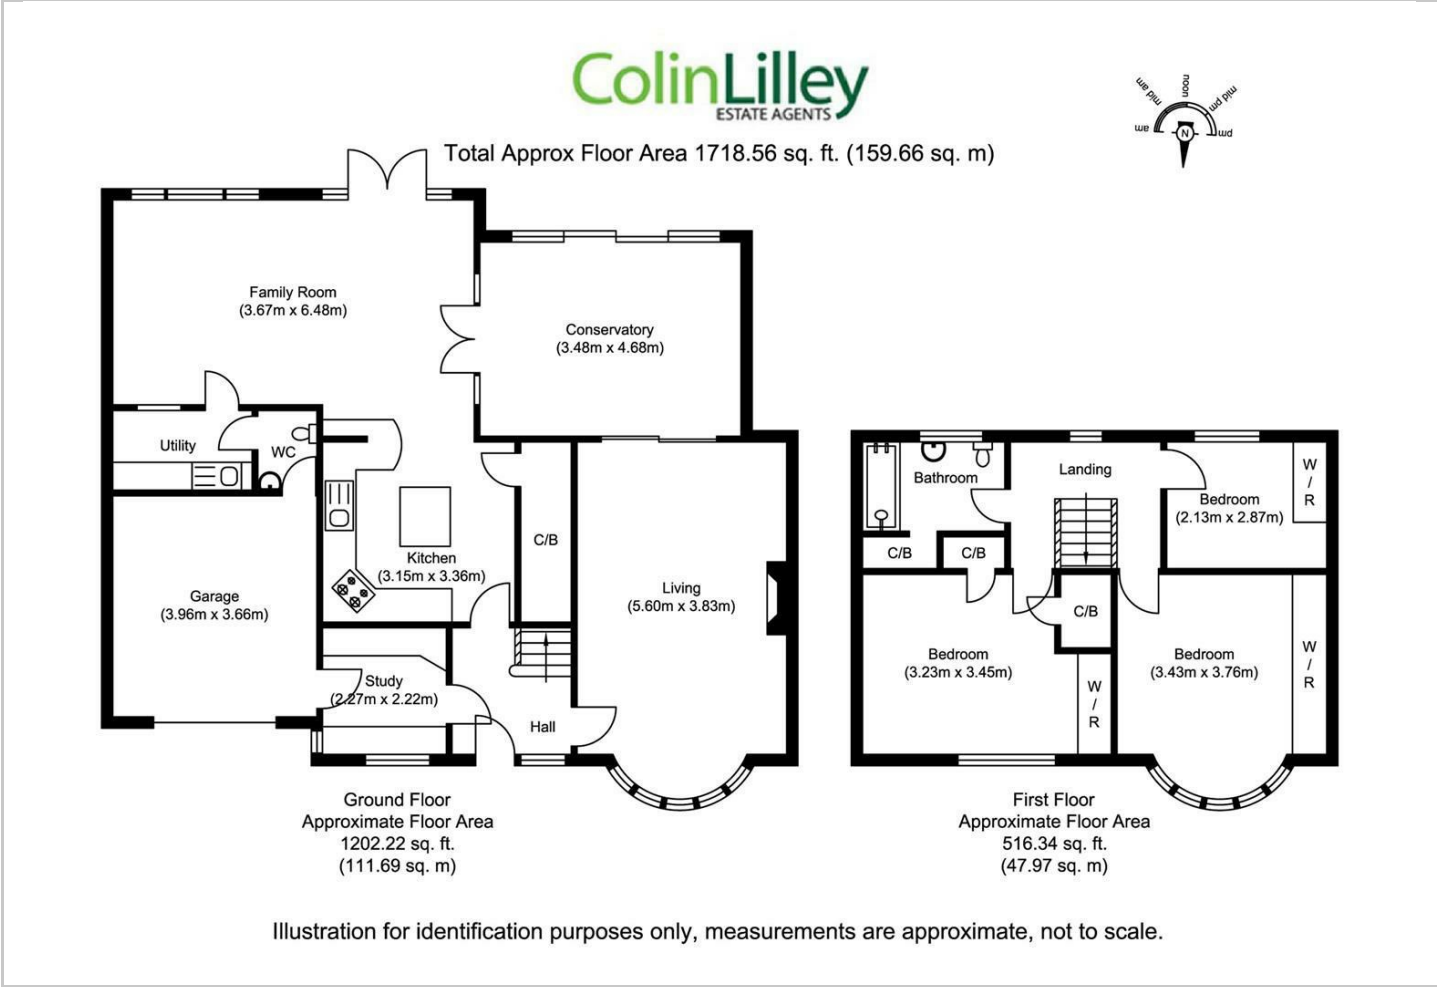 ColinLilley
ESTATE AGENTS
am
mid am
noon
mid pm
pm
N
Total Approx Floor Area 1718.56 sq. ft. (159.66 sq. m)
Family Room
(3.67m x 6.48m)
Conservatory
(3.48m x 4.68m)
Utility
WC
Kitchen
(3.15m x 3.36m)
C/B
Living
(5.60m x 3.83m)
Garage
(3.96m x 3.66m)
Study
(2.27m x 2.22m)
Hall
Bathroom
Landing
Bedroom
(2.13m x 2.87m)
W
/
R
C/B
C/B
C/B
Bedroom
(3.23m x 3.45m)
W
/
R
Bedroom
(3.43m x 3.76m)
W
/
R
Ground Floor
Approximate Floor Area
1202.22 sq. ft.
(111.69 sq. m)
First Floor
Approximate Floor Area
516.34 sq. ft.
(47.97 sq. m)
Illustration for identification purposes only, measurements are approximate, not to scale.